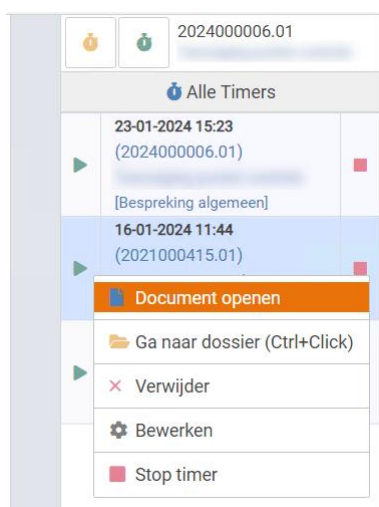 2024000006.01
Alle Timers
23-01-2024 15:23
(2024000006.01)
[Bespreking algemeen]
16-01-2024 11:44
(2021000415.01)
Document openen
Ga naar dossier (Ctrl+Click)
Verwijder
Bewerken
Stop timer